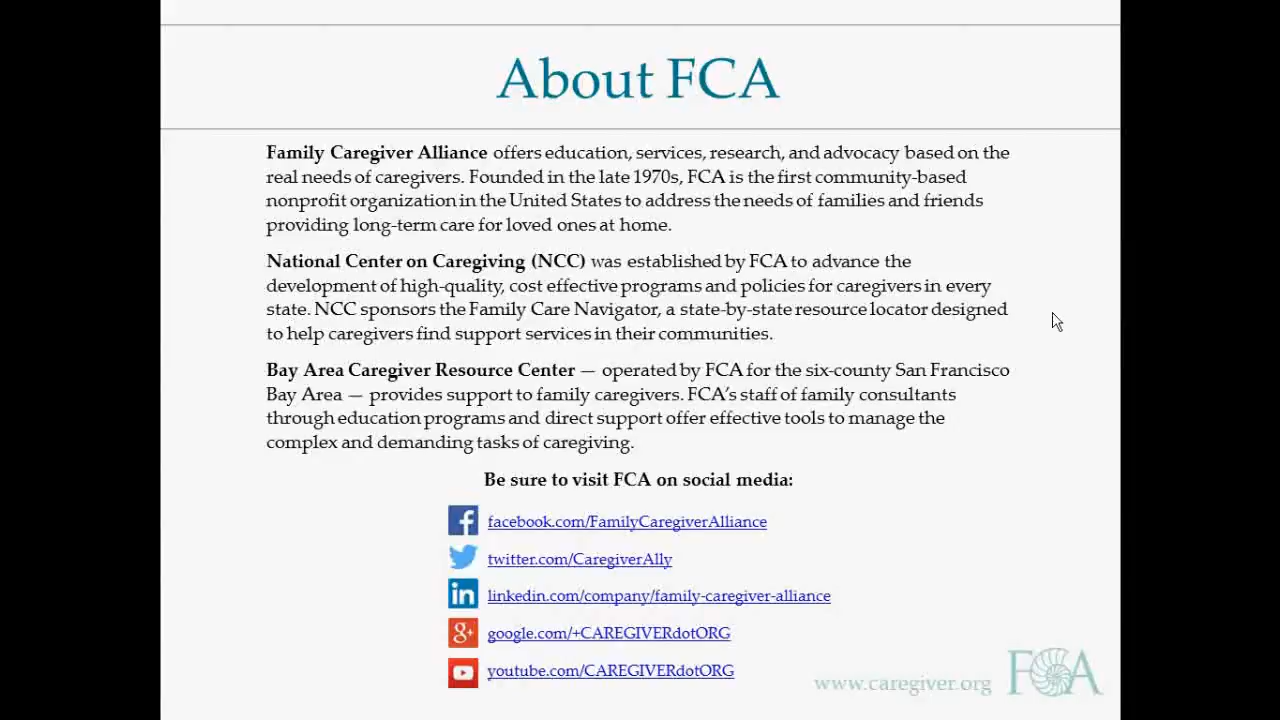 About FCA
Family Caregiver Alliance offers education, services, research, and advocacy based on the
real needs of caregivers. Founded in the late 1970s, FCA is the first community-based
nonprofit organization in the United States to address the needs of families and friends
providing long-term care for loved ones at home.
National Center on Caregiving (NCC) was established by FCA to advance the
development of high-quality, cost effective programs and policies for caregivers in every
state. NCC sponsors the Family Care Navigator, a state-by-state resource locator designed
to help caregivers find support services in their communities.
Bay Area Caregiver Resource Center — operated by FCA for the six-county San Francisco
Bay Area — provides support to family caregivers. FCA’s staff of family consultants
through education programs and direct support offer effective tools to manage the
complex and demanding tasks of caregiving.
Be sure to visit FCA on social media:
f facebook.com/FamilyCaregiverAlliance
twitter.com/CaregiverAlly
in linkedin.com/company/family-caregiver-alliance
g+ google.com/+CAREGIVERdotORG
youtube.com/CAREGIVERdotORG
www.caregiver.org FCA